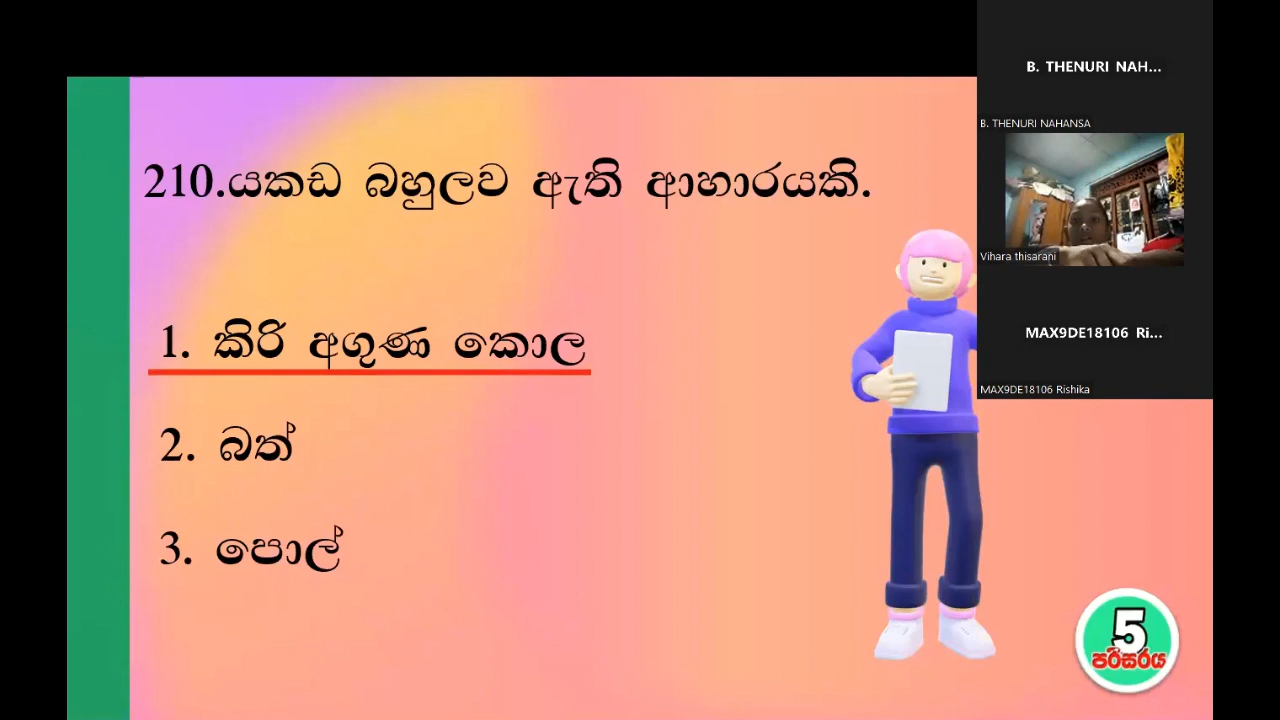 B. THENURI NAH...
B. THENURI NAHANSA
210.යකඩ බහුලව ඇති ආහාරයකි.
Vihara thisarani
1. කිරි අගුණ කොල
MAX9DE18106 Ri...
MAX9DE18106 Rishika
2. බත්
3. පොල්
5
පරිසරය